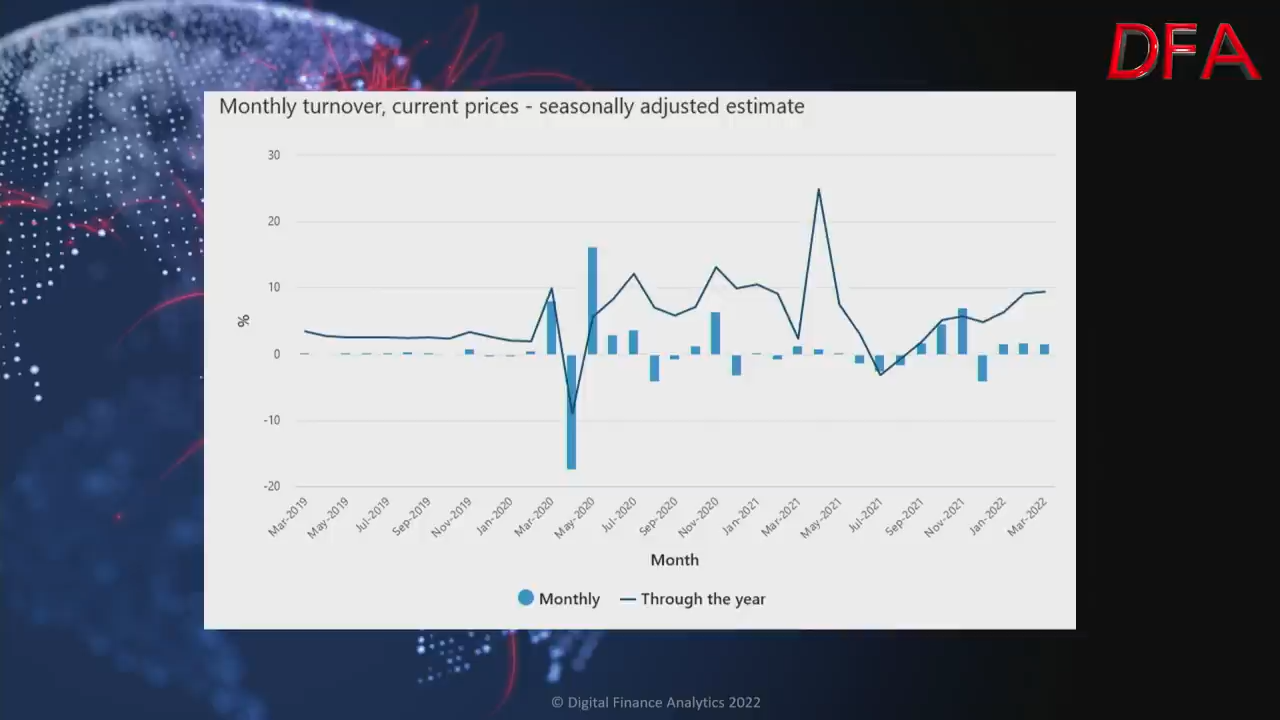 DFA
Monthly turnover, current prices - seasonally adjusted estimate
30
20
10
0
-10
-20
%
Mar-2019 May-2019 Jul-2019 Sep-2019 Nov-2019 Jan-2020 Mar-2020 May-2020 Jul-2020 Sep-2020 Nov-2020 Jan-2021 Mar-2021 May-2021 Jul-2021 Sep-2021 Nov-2021 Jan-2022 Mar-2022
Month
Monthly Through the year
© Digital Finance Analytics 2022